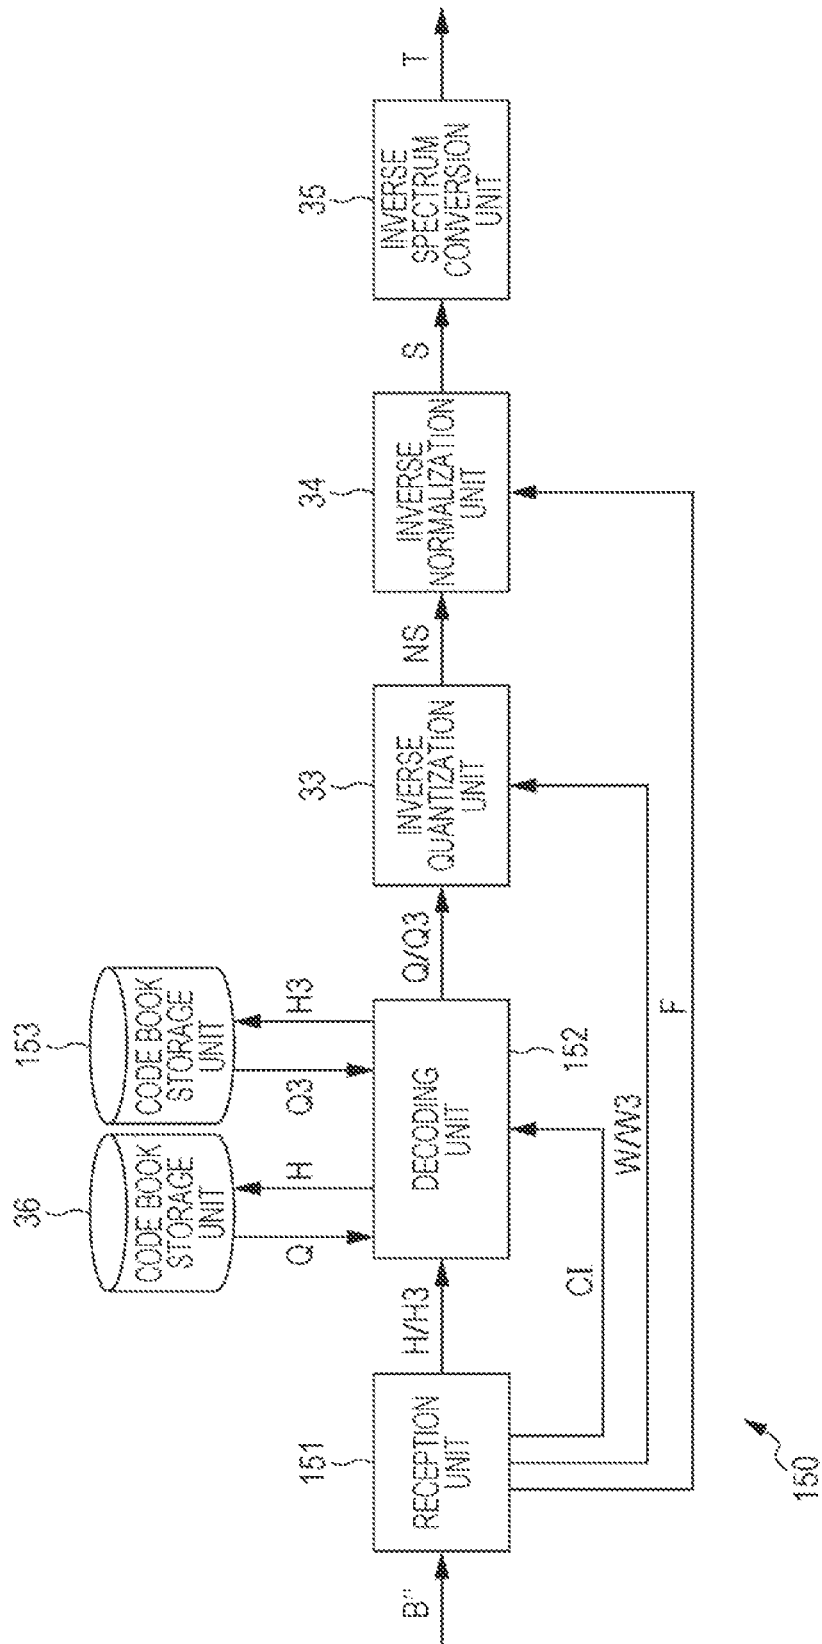 B"
151
RECEPTION
UNIT
H/H3
CI
W/W3
F
36
CODE BOOK
STORAGE
UNIT
Q
H
153
CODE BOOK
STORAGE
UNIT
Q3
H3
DECODING
UNIT
152
Q/Q3
33
INVERSE
QUANTIZATION
UNIT
NS
34
INVERSE
NORMALIZATION
UNIT
S
35
INVERSE
SPECTRUM
CONVERSION
UNIT
T
150